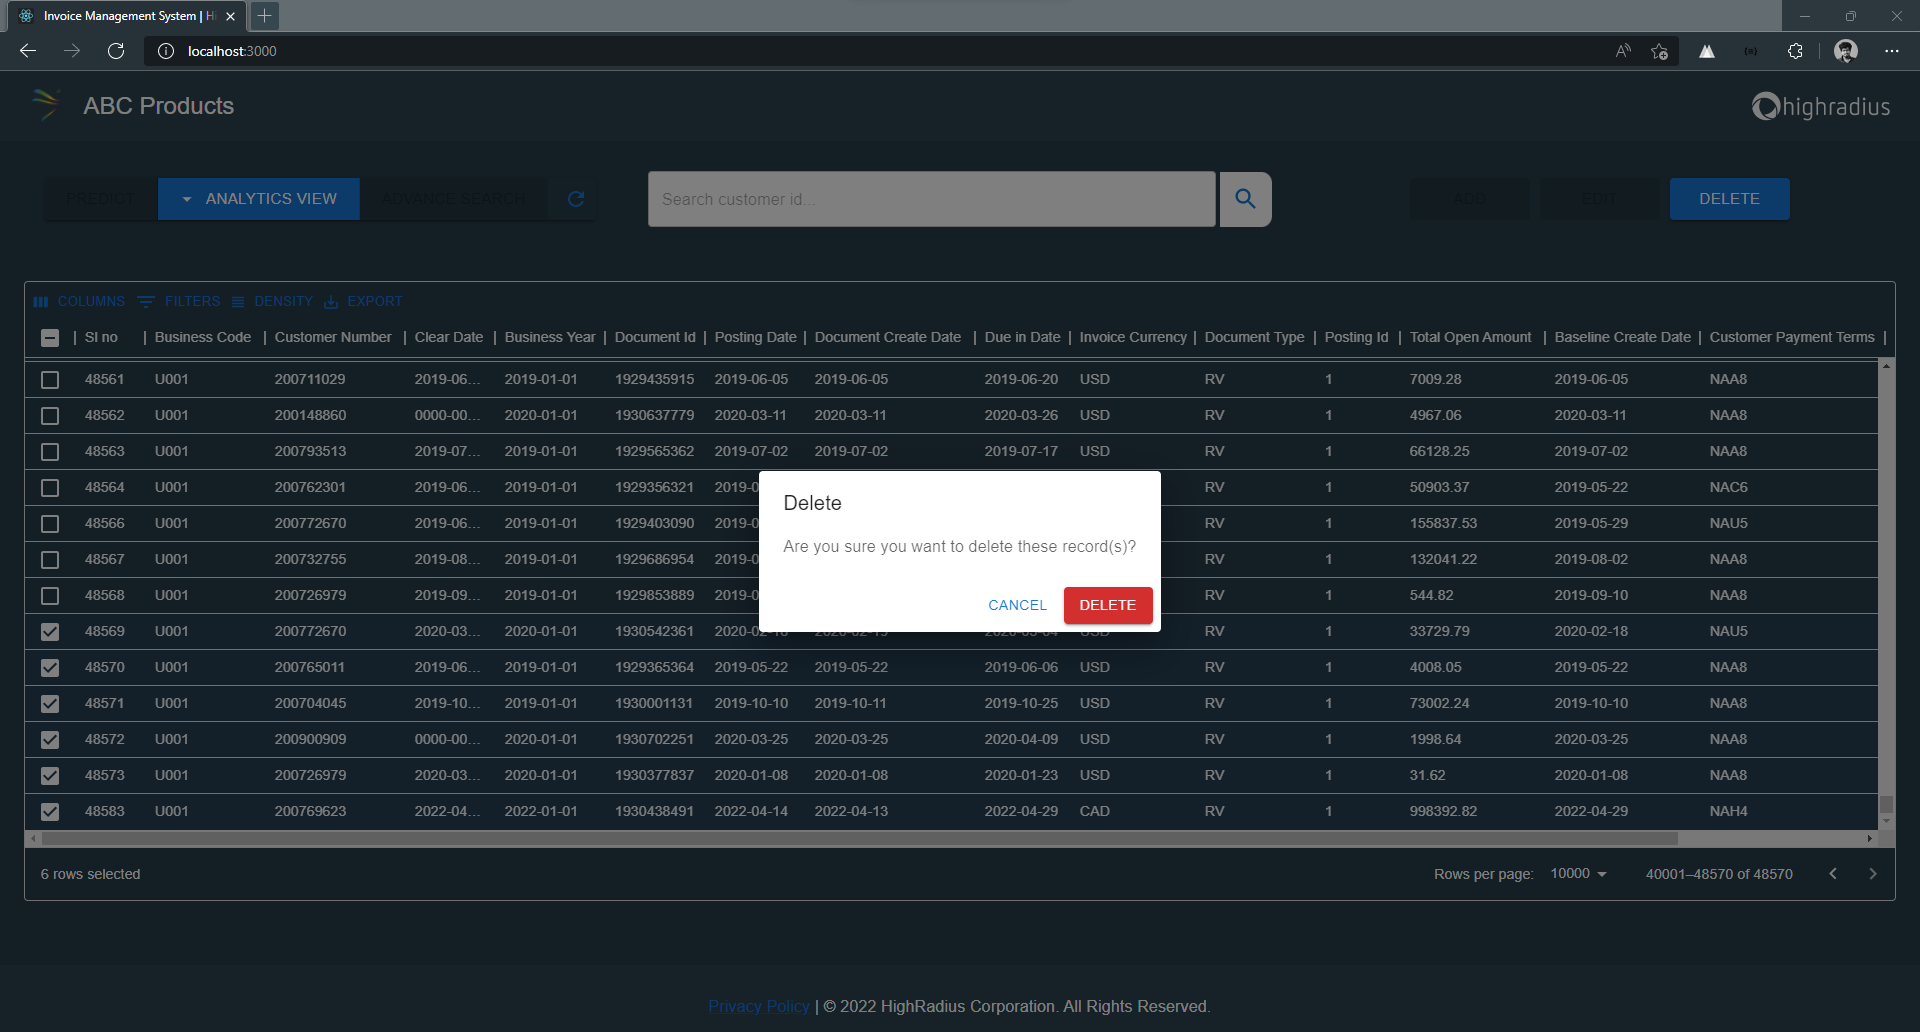 Invoice Management System | Hi
localhost:3000
ABC Products
highradius
PREDICT
ANALYTICS VIEW
ADVANCE SEARCH
Search customer id...
ADD
EDIT
DELETE
COLUMNS FILTERS DENSITY EXPORT
Sl no | Business Code | Customer Number | Clear Date | Business Year | Document Id | Posting Date | Document Create Date | Due in Date | Invoice Currency | Document Type | Posting Id | Total Open Amount | Baseline Create Date | Customer Payment Terms |
48561 U001 200711029 2019-06... 2019-01-01 1929435915 2019-06-05 2019-06-05 2019-06-20 USD RV 1 7009.28 2019-06-05 NAA8
48562 U001 200148860 0000-00... 2020-01-01 1930637779 2020-03-11 2020-03-11 2020-03-26 USD RV 1 4967.06 2020-03-11 NAA8
48563 U001 200793513 2019-07... 2019-01-01 1929565362 2019-07-02 2019-07-02 2019-07-17 USD RV 1 66128.25 2019-07-02 NAA8
48564 U001 200762301 2019-06... 2019-01-01 1929356321 2019-0 RV 1 50903.37 2019-05-22 NAC6
48566 U001 200772670 2019-06... 2019-01-01 1929403090 2019-0 RV 1 155837.53 2019-05-29 NAU5
48567 U001 200732755 2019-08... 2019-01-01 1929686954 2019-0 RV 1 132041.22 2019-08-02 NAA8
48568 U001 200726979 2019-09... 2019-01-01 1929853889 2019-0 RV 1 544.82 2019-09-10 NAA8
48569 U001 200772670 2020-03... 2020-01-01 1930542361 RV 1 33729.79 2020-02-18 NAU5
48570 U001 200765011 2019-06... 2019-01-01 1929365364 2019-05-22 2019-05-22 2019-06-06 USD RV 1 4008.05 2019-05-22 NAA8
48571 U001 200704045 2019-10... 2019-01-01 1930001131 2019-10-10 2019-10-11 2019-10-25 USD RV 1 73002.24 2019-10-10 NAA8
48572 U001 200900909 0000-00... 2020-01-01 1930702251 2020-03-25 2020-03-25 2020-04-09 USD RV 1 1998.64 2020-03-25 NAA8
48573 U001 200726979 2020-03... 2020-01-01 1930377837 2020-01-08 2020-01-08 2020-01-23 USD RV 1 31.62 2020-01-08 NAA8
48583 U001 200769623 2022-04... 2022-01-01 1930438491 2022-04-14 2022-04-13 2022-04-29 CAD RV 1 998392.82 2022-04-29 NAH4
Delete
Are you sure you want to delete these record(s)?
CANCEL DELETE
6 rows selected
Rows per page: 10000 40001–48570 of 48570
Privacy Policy | © 2022 HighRadius Corporation. All Rights Reserved.